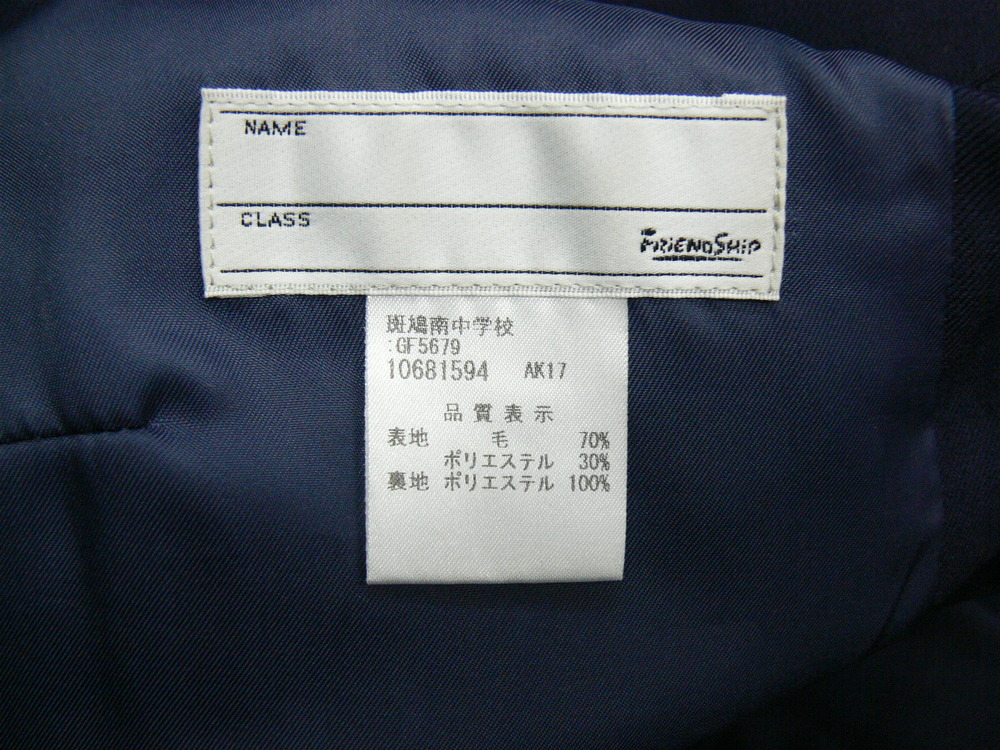 NAME
CLASS
FRIENDSHIP
斑鳩南中学校
:GF5679
10681594 AK17
品質表示
表地 毛 70%
ポリエステル 30%
裏地 ポリエステル 100%